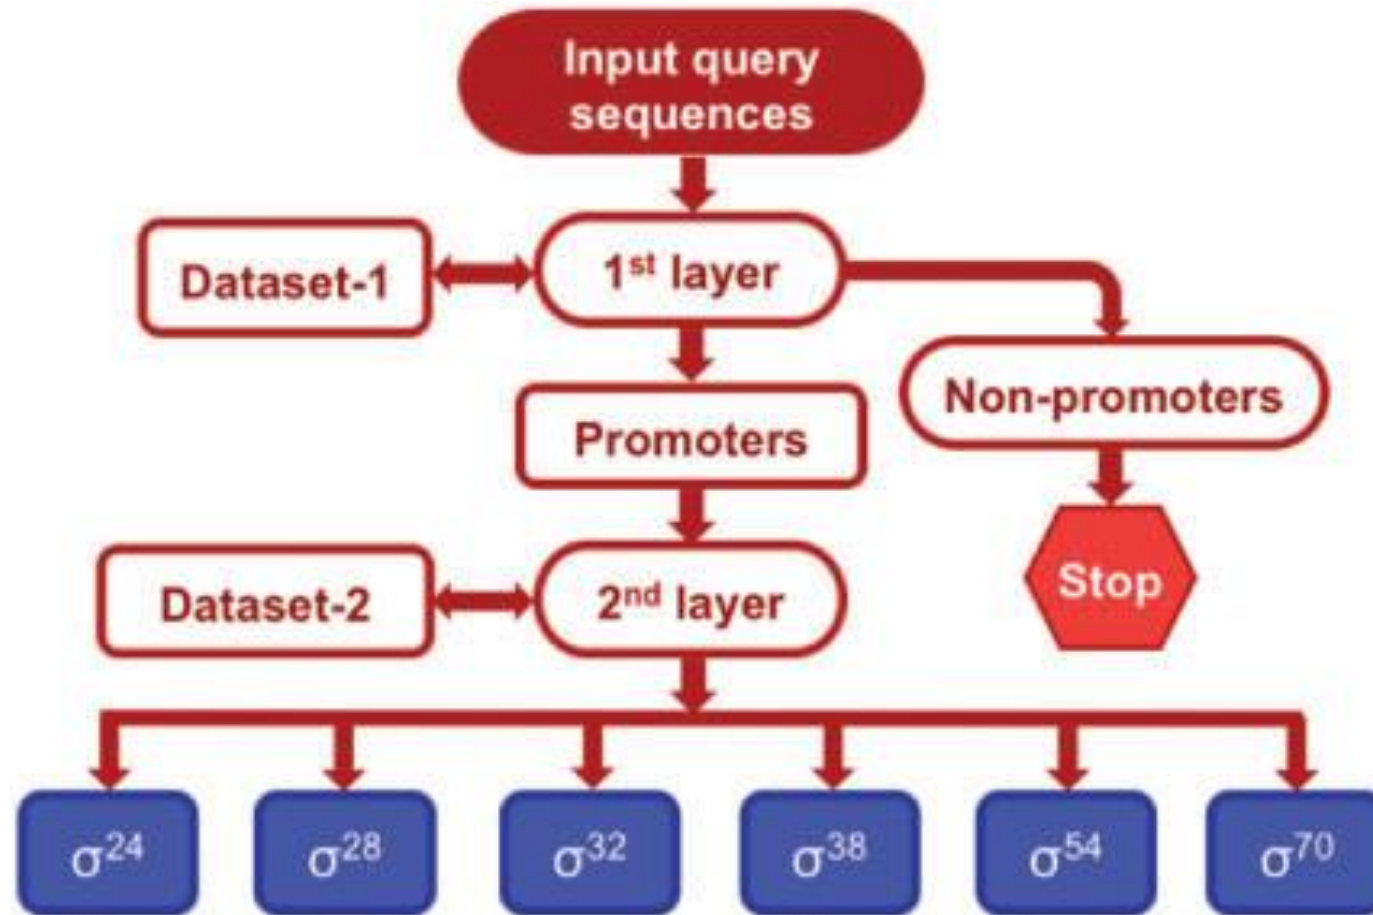 Input query
sequences
Dataset-1
1st layer
Non-promoters
Promoters
Stop
Dataset-2
2nd layer
σ24
σ28
σ32
σ38
σ54
σ70